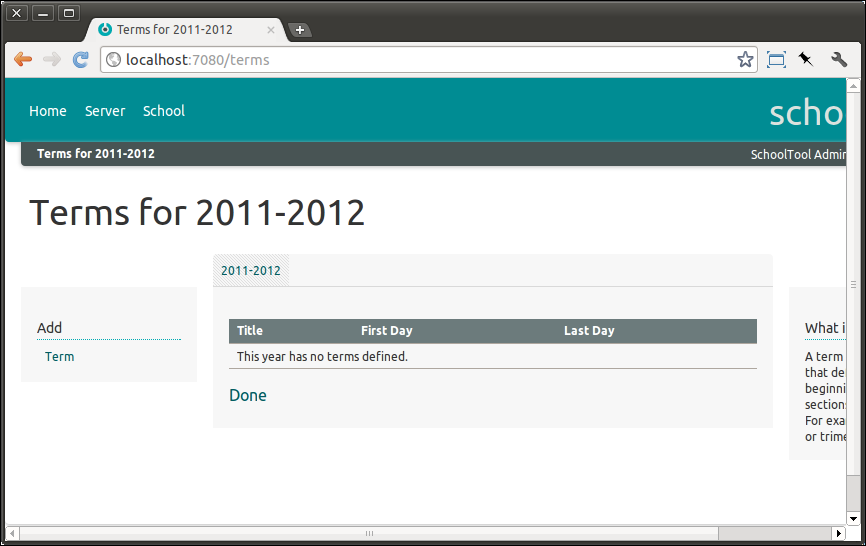 Terms for 2011-2012
localhost:7080/terms
Home Server School
scho
Terms for 2011-2012 SchoolTool Admin
Terms for 2011-2012
2011-2012
Add
Term
Title First Day Last Day
This year has no terms defined.
Done
What i
A term
that de
beginni
section
For exa
or trime